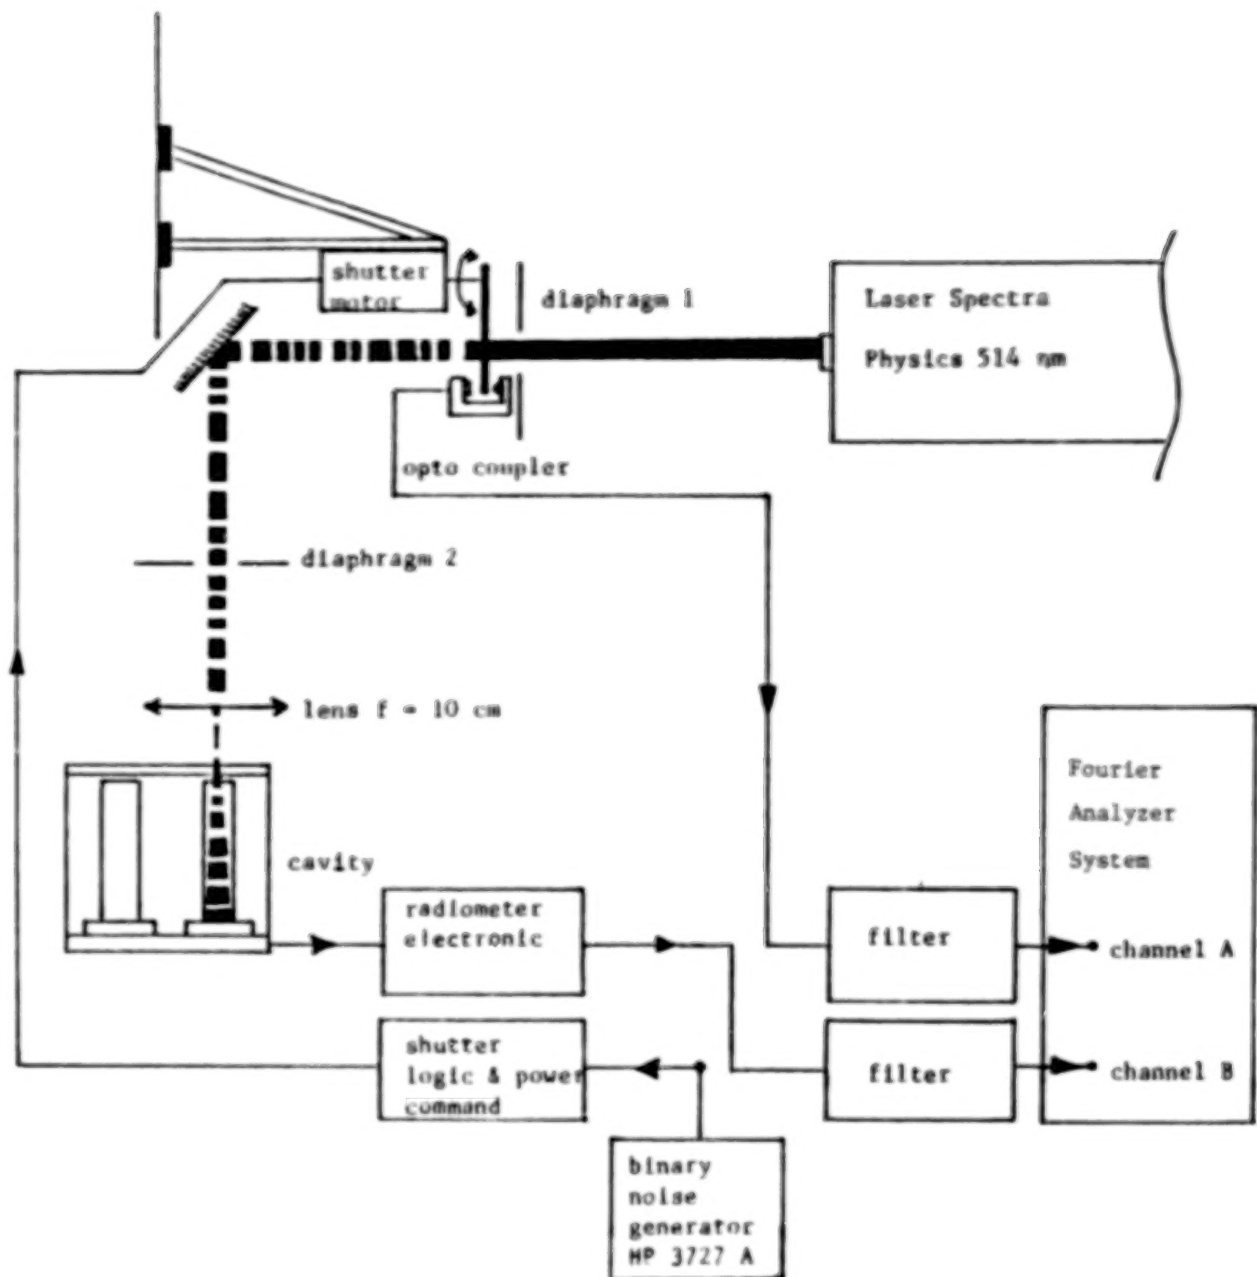 shutter
motor
diaphragm 1
Laser Spectra
Physics 514 nm
opto coupler
diaphragm 2
lens f = 10 cm
cavity
Fourier
Analyzer
System
radiometer
electronic
filter
channel A
shutter
logic & power
command
filter
channel B
binary
noise
generator
HP 3727 A